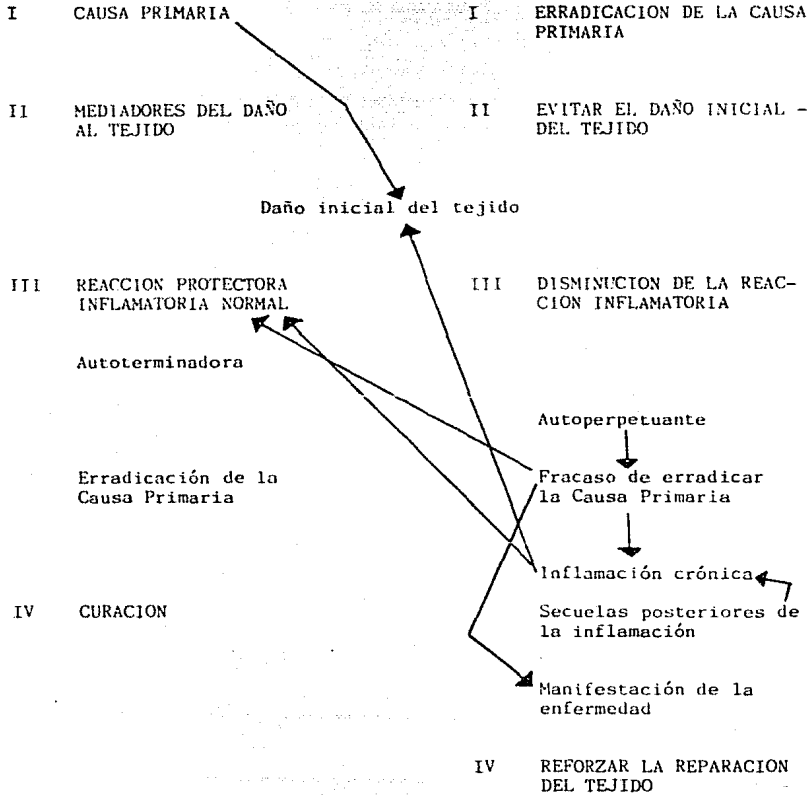 I CAUSA PRIMARIA
I ERRADICACION DE LA CAUSA
PRIMARIA
II MEDIADORES DEL DAÑO
AL TEJIDO
II EVITAR EL DAÑO INICIAL -
DEL TEJIDO
Daño inicial del tejido
III REACCION PROTECTORA
INFLAMATORIA NORMAL
III DISMINUCION DE LA REAC-
CION INFLAMATORIA
Autoterminadora
Autoperpetuante
Erradicación de la
Causa Primaria
Fracaso de erradicar
la Causa Primaria
Inflamación crónica
IV CURACION
Secuelas posteriores de
la inflamación
Manifestación de la
enfermedad
IV REFORZAR LA REPARACION
DEL TEJIDO -